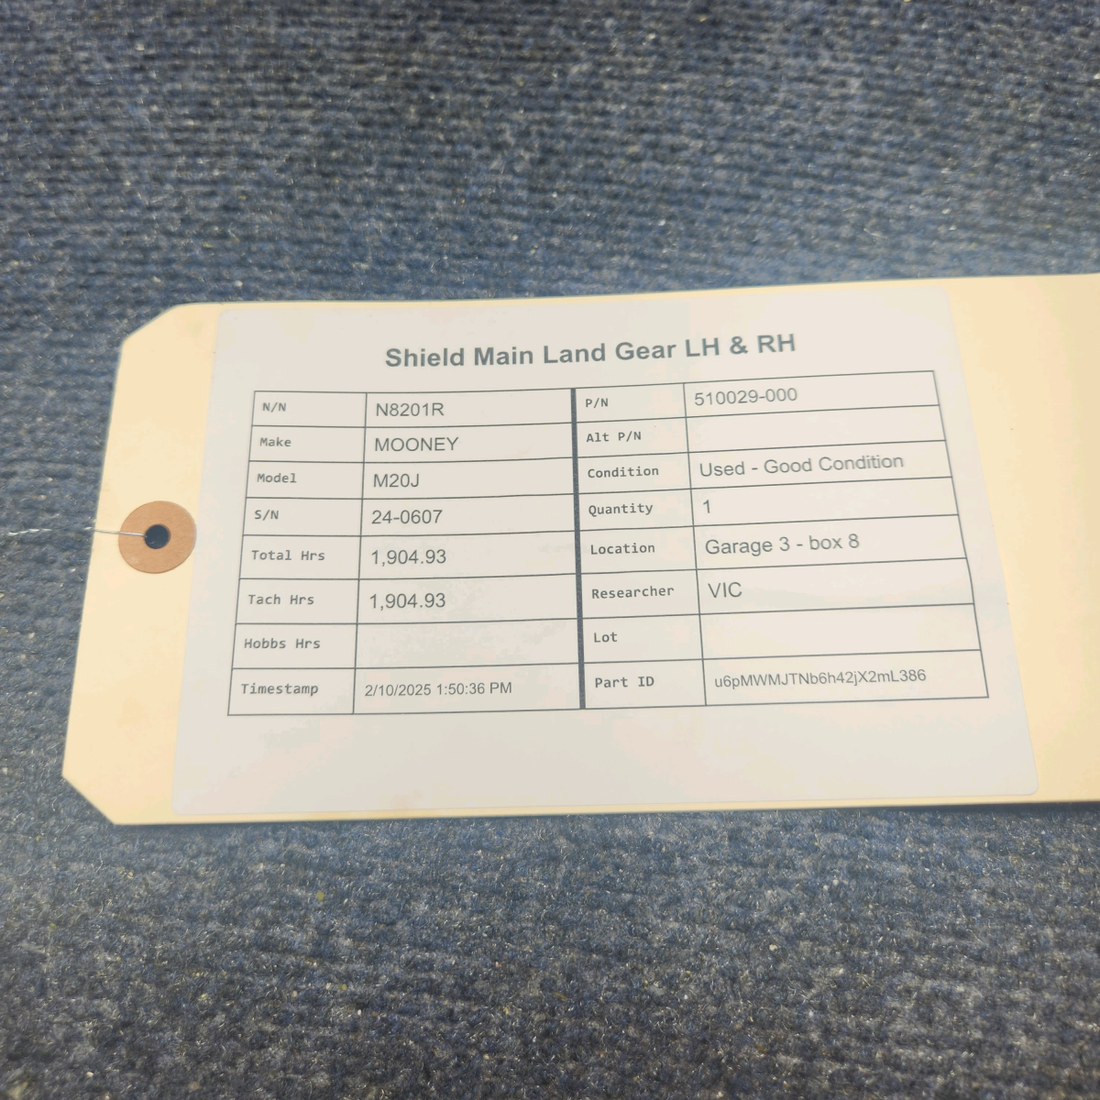 Shield Main Land Gear LH & RH
N/N N8201R P/N 510029-000
Make MOONEY Alt P/N
Model M20J Condition Used - Good Condition
S/N 24-0607 Quantity 1
Total Hrs 1,904.93 Location Garage 3 - box 8
Tach Hrs 1,904.93 Researcher VIC
Hobbs Hrs Lot
Timestamp 2/10/2025 1:50:36 PM Part ID u6pMWMJTNb6h42jX2mL386